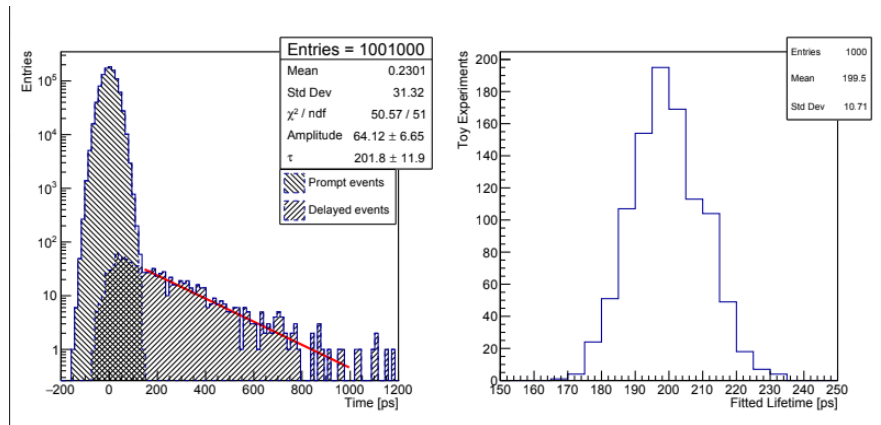 Entries
10⁵
10⁴
10³
10²
10
1
−200 0 200 400 600 800 1000 1200
Time [ps]
Entries = 1001000
Mean 0.2301
Std Dev 31.32
χ² / ndf 50.57 / 51
Amplitude 64.12 ± 6.65
τ 201.8 ± 11.9
Prompt events
Delayed events
Toy Experiments
200
180
160
140
120
100
80
60
40
20
0
150 160 170 180 190 200 210 220 230 240 250
Fitted Lifetime [ps]
Entries 1000
Mean 199.5
Std Dev 10.71